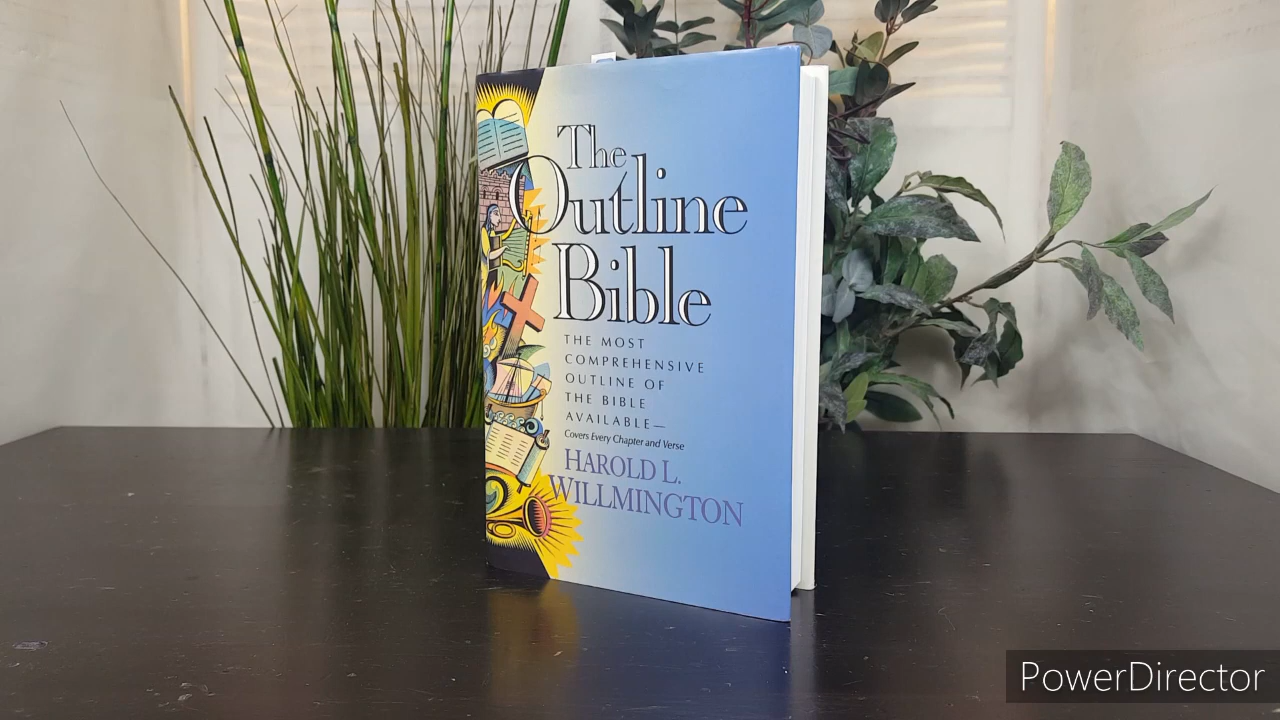 The
Outline
Bible
THE MOST
COMPREHENSIVE
OUTLINE OF
THE BIBLE
AVAILABLE—
Covers Every Chapter and Verse
HAROLD L.
WILLMINGTON
PowerDirector